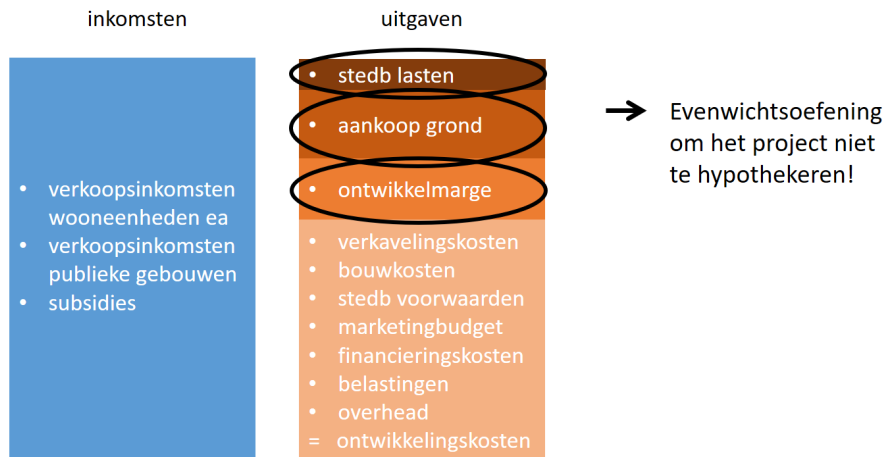 inkomsten
• verkoopsinkomsten
wooneenheden ea
• verkoopsinkomsten
publieke gebouwen
• subsidies
uitgaven
• stedb lasten
• aankoop grond
• ontwikkelmarge
• verkavelingskosten
• bouwkosten
• stedb voorwaarden
• marketingbudget
• financieringskosten
• belastingen
• overhead
= ontwikkelingskosten
→ Evenwichtsoefening
om het project niet
te hypothekeren!